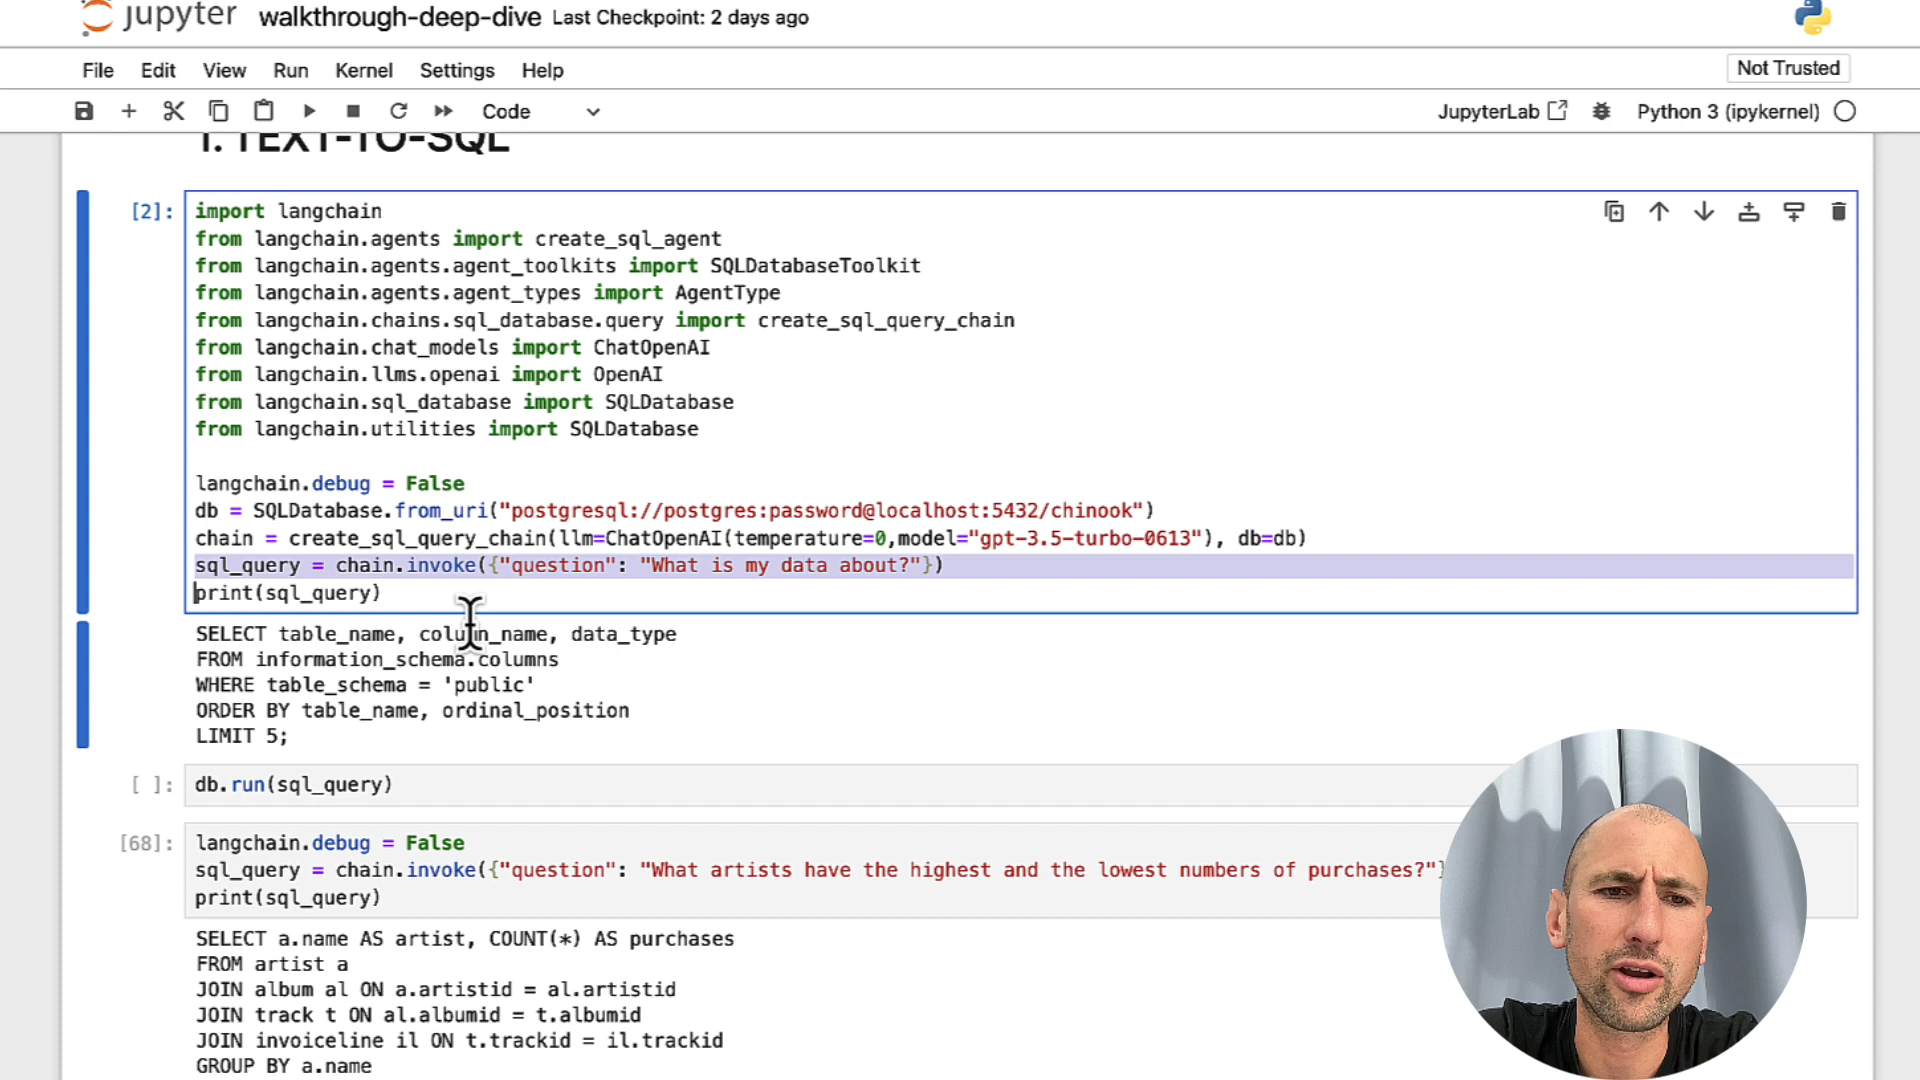 jupyter walkthrough-deep-dive Last Checkpoint: 2 days ago
File Edit View Run Kernel Settings Help Not Trusted
Code JupyterLab Python 3 (ipykernel)
1. TEXT-TO-SQL
[2]: import langchain
from langchain.agents import create_sql_agent
from langchain.agents.agent_toolkits import SQLDatabaseToolkit
from langchain.agents.agent_types import AgentType
from langchain.chains.sql_database.query import create_sql_query_chain
from langchain.chat_models import ChatOpenAI
from langchain.llms.openai import OpenAI
from langchain.sql_database import SQLDatabase
from langchain.utilities import SQLDatabase
langchain.debug = False
db = SQLDatabase.from_uri("postgresql://postgres:password@localhost:5432/chinook")
chain = create_sql_query_chain(llm=ChatOpenAI(temperature=0,model="gpt-3.5-turbo-0613"), db=db)
sql_query = chain.invoke({"question": "What is my data about?"})
print(sql_query)
SELECT table_name, column_name, data_type
FROM information_schema.columns
WHERE table_schema = 'public'
ORDER BY table_name, ordinal_position
LIMIT 5;
[ ]: db.run(sql_query)
[68]: langchain.debug = False
sql_query = chain.invoke({"question": "What artists have the highest and the lowest numbers of purchases?"}
print(sql_query)
SELECT a.name AS artist, COUNT(*) AS purchases
FROM artist a
JOIN album al ON a.artistid = al.artistid
JOIN track t ON al.albumid = t.albumid
JOIN invoiceline il ON t.trackid = il.trackid
GROUP BY a.name